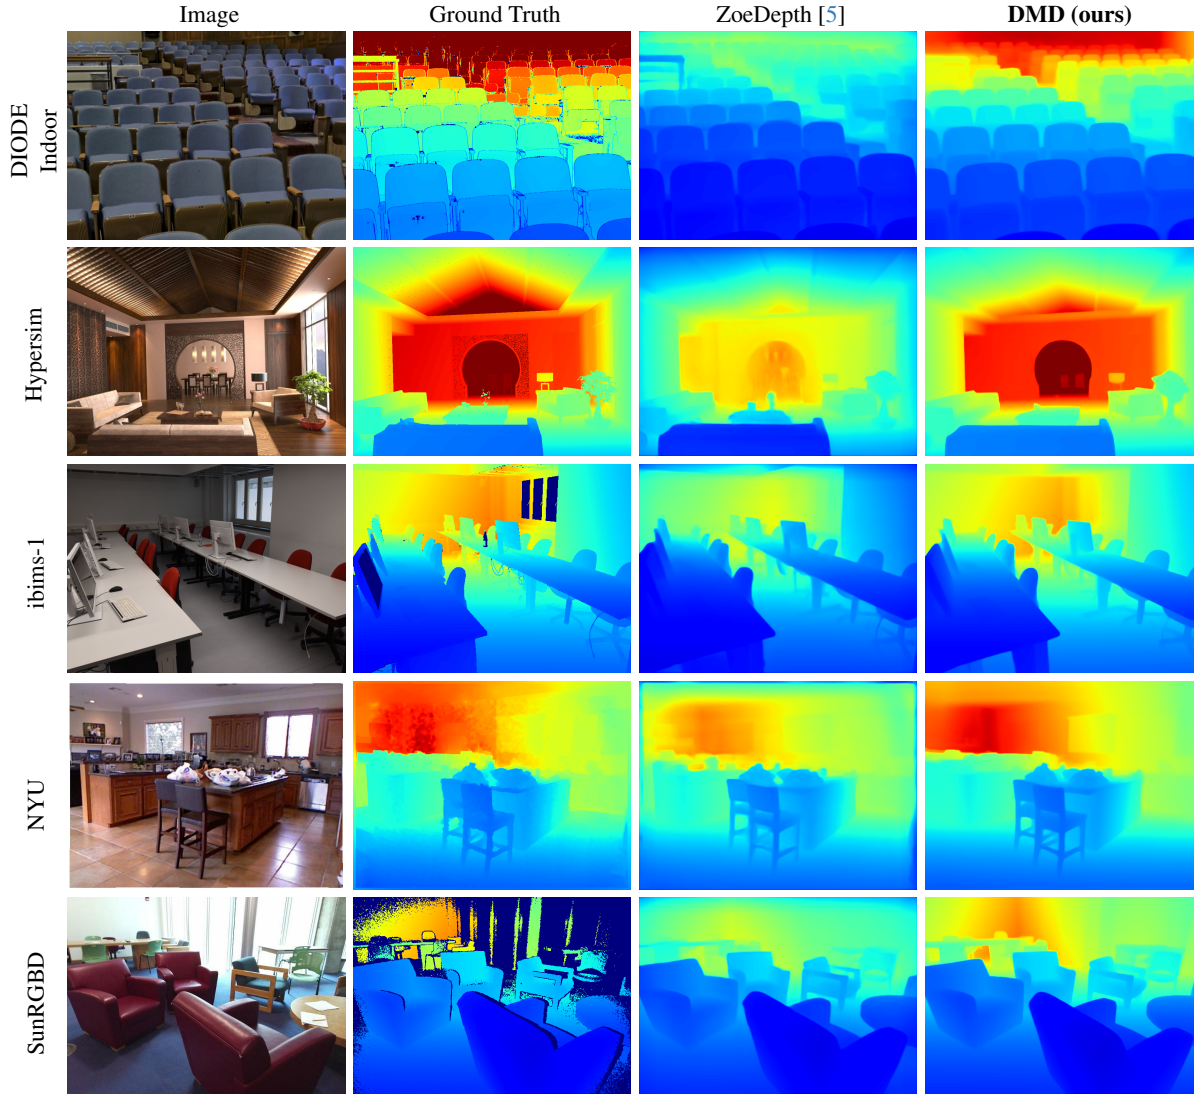 Image
Ground Truth
ZoeDepth [5]
DMD (ours)
DIODE
Indoor
Hypersim
ibims-1
NYU
SunRGBD